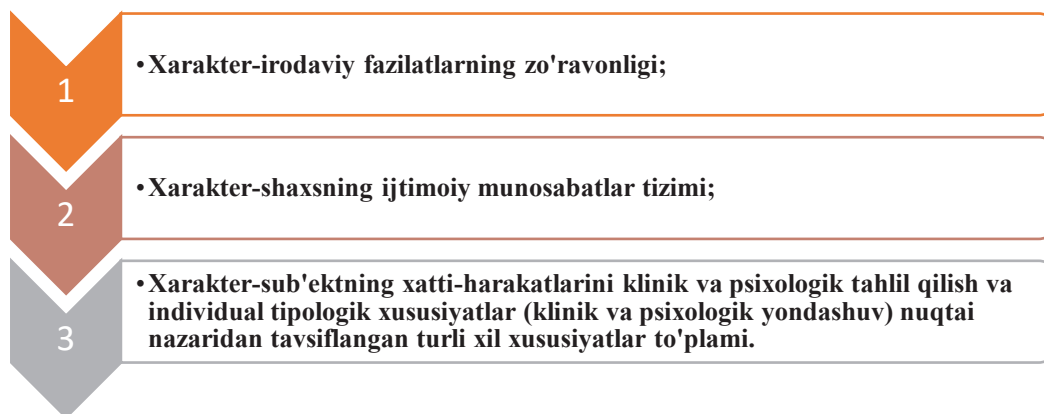 1
•Xarakter-irodaviy fazilatlarning zo'ravonligi;
2
•Xarakter-shaxsning ijtimoiy munosabatlar tizimi;
3
•Xarakter-sub'ektning xatti-harakatlarini klinik va psixologik tahlil qilish va
individual tipologik xususiyatlar (klinik va psixologik yondashuv) nuqtai
nazaridan tavsiflangan turli xil xususiyatlar to'plami.